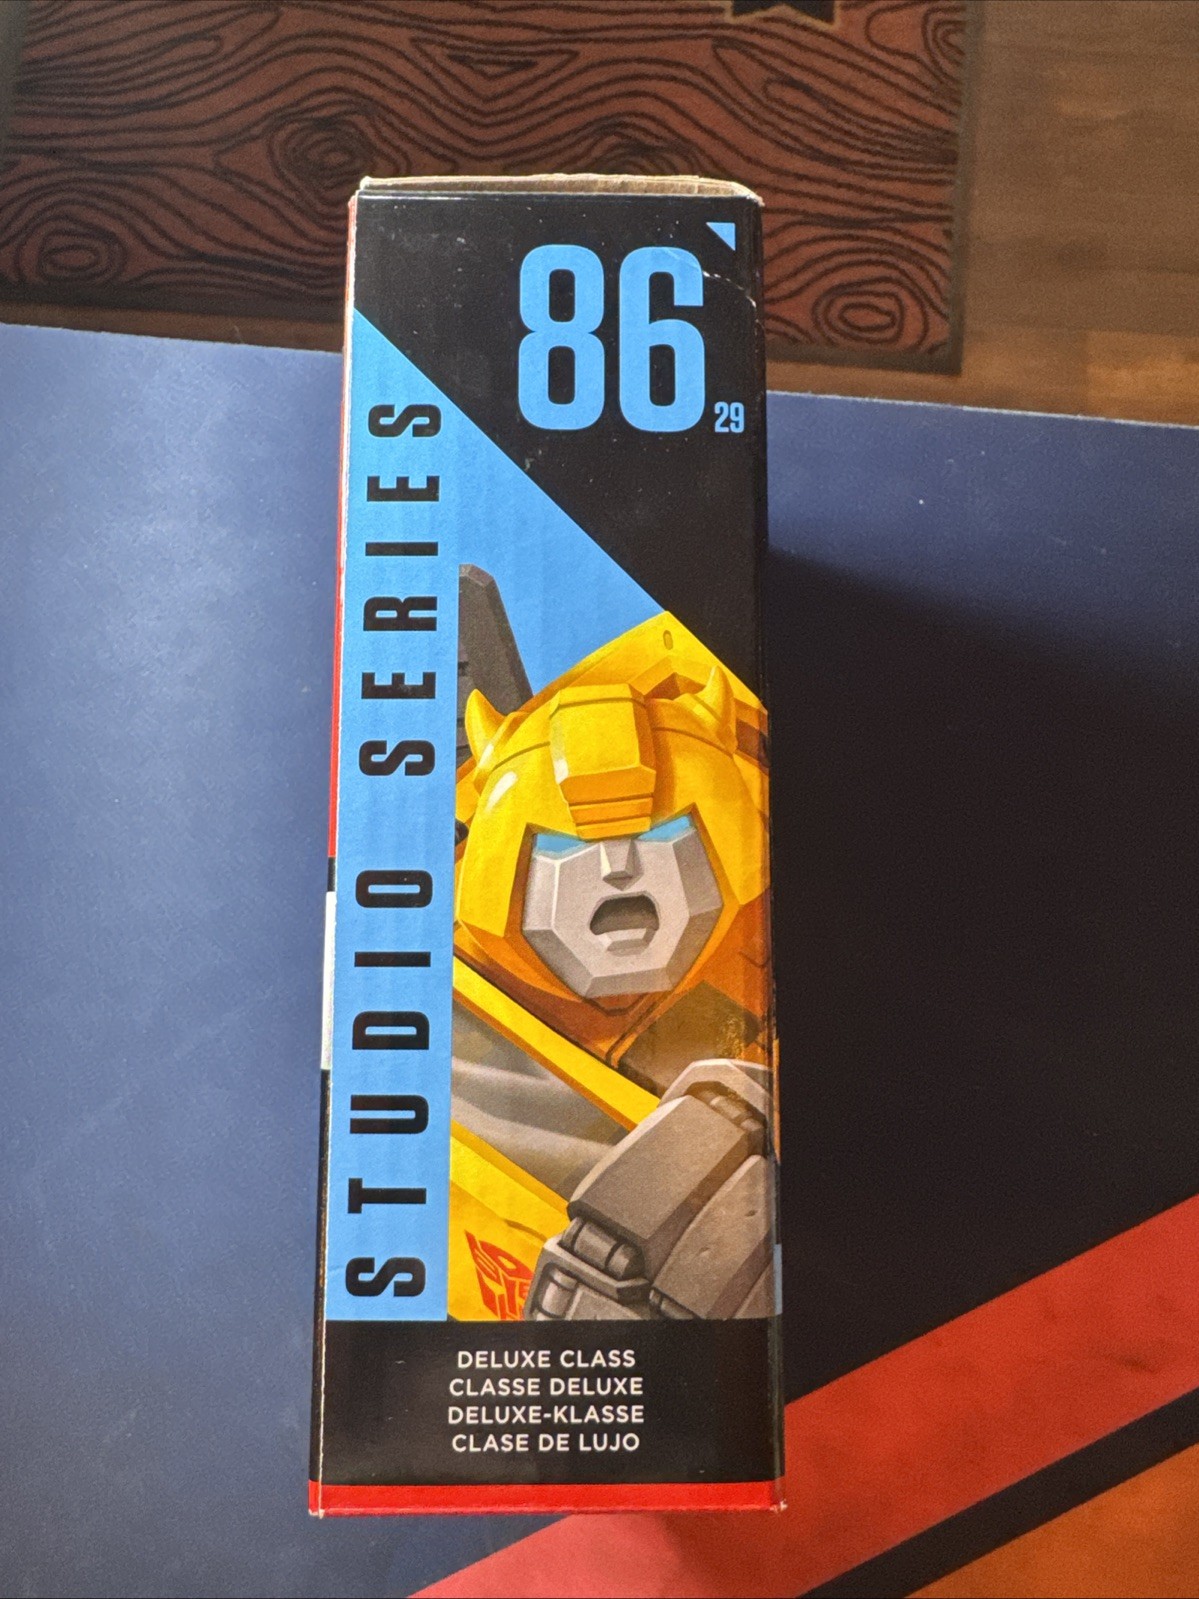 86
29
STUDIO SERIES
DELUXE CLASS
CLASSE DELUXE
DELUXE-KLASSE
CLASE DE LUJO